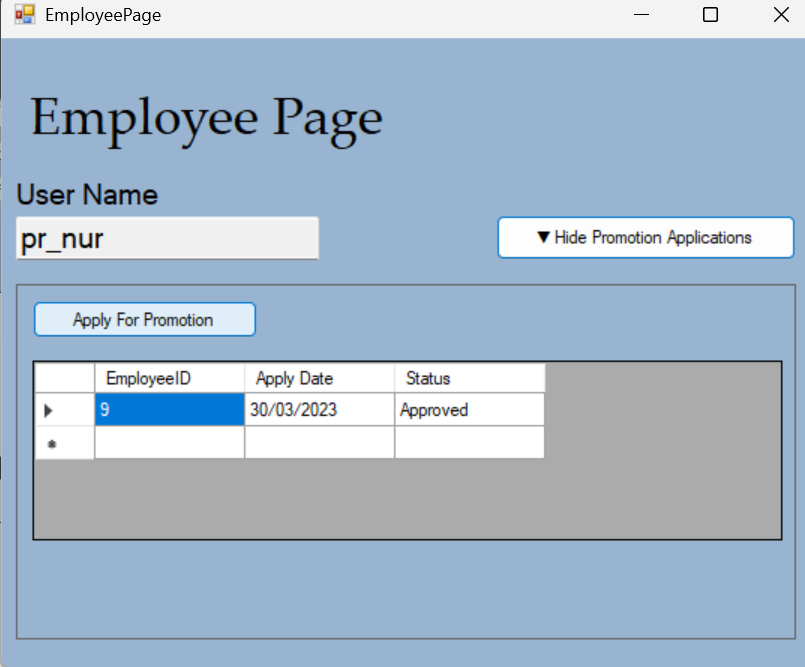 EmployeePage
Employee Page
User Name
pr_nur
▼ Hide Promotion Applications
Apply For Promotion
EmployeeID Apply Date Status
9 30/03/2023 Approved